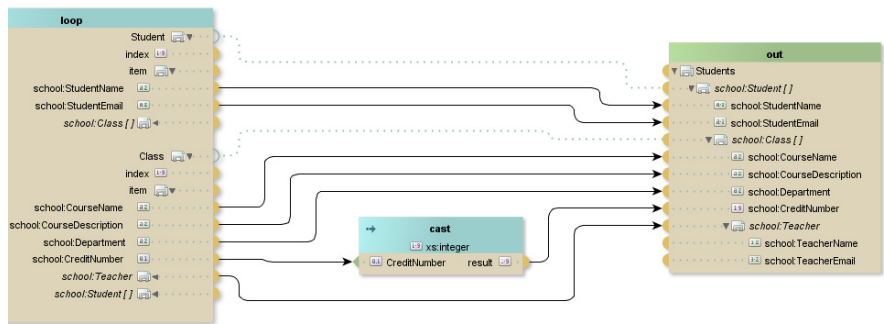 loop
Student
index
item
school:StudentName
school:StudentEmail
school:Class [ ]
Class
index
item
school:CourseName
school:CourseDescription
school:Department
school:CreditNumber
school:Teacher
school:Student [ ]
cast
xs:integer
CreditNumber result
out
Students
school:Student [ ]
school:StudentName
school:StudentEmail
school:Class [ ]
school:CourseName
school:CourseDescription
school:Department
school:CreditNumber
school:Teacher
school:TeacherName
school:TeacherEmail